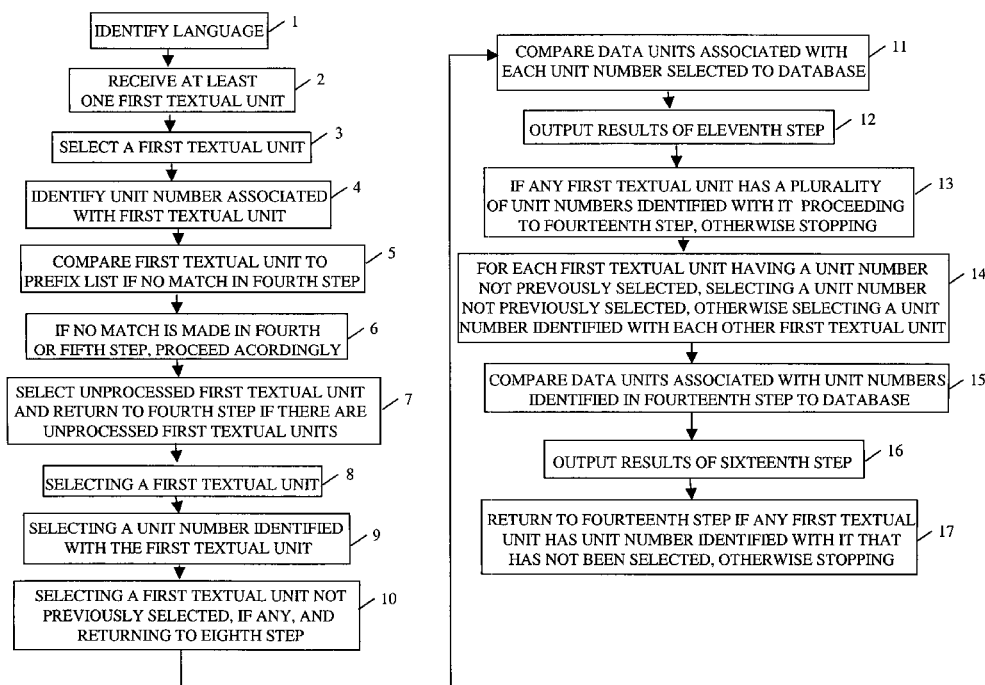 IDENTIFY LANGUAGE
1
RECEIVE AT LEAST
ONE FIRST TEXTUAL UNIT
2
SELECT A FIRST TEXTUAL UNIT
3
IDENTIFY UNIT NUMBER ASSOCIATED
WITH FIRST TEXTUAL UNIT
4
COMPARE FIRST TEXTUAL UNIT TO
PREFIX LIST IF NO MATCH IN FOURTH STEP
5
IF NO MATCH IS MADE IN FOURTH
OR FIFTH STEP, PROCEED ACORDINGLY
6
SELECT UNPROCESSED FIRST TEXTUAL UNIT
AND RETURN TO FOURTH STEP IF THERE ARE
UNPROCESSED FIRST TEXTUAL UNITS
7
SELECTING A FIRST TEXTUAL UNIT
8
SELECTING A UNIT NUMBER IDENTIFIED
WITH THE FIRST TEXTUAL UNIT
9
SELECTING A FIRST TEXTUAL UNIT NOT
PREVIOUSLY SELECTED, IF ANY, AND
RETURNING TO EIGHTH STEP
10
COMPARE DATA UNITS ASSOCIATED WITH
EACH UNIT NUMBER SELECTED TO DATABASE
11
OUTPUT RESULTS OF ELEVENTH STEP
12
IF ANY FIRST TEXTUAL UNIT HAS A PLURALITY
OF UNIT NUMBERS IDENTIFIED WITH IT PROCEEDING
TO FOURTEENTH STEP, OTHERWISE STOPPING
13
FOR EACH FIRST TEXTUAL UNIT HAVING A UNIT NUMBER
NOT PREVOUSLY SELECTED, SELECTING A UNIT NUMBER
NOT PREVIOUSLY SELECTED, OTHERWISE SELECTING A UNIT
NUMBER IDENTIFIED WITH EACH OTHER FIRST TEXTUAL UNIT
14
COMPARE DATA UNITS ASSOCIATED WITH UNIT NUMBERS
IDENTIFIED IN FOURTEENTH STEP TO DATABASE
15
OUTPUT RESULTS OF SIXTEENTH STEP
16
RETURN TO FOURTEENTH STEP IF ANY FIRST TEXTUAL
UNIT HAS UNIT NUMBER IDENTIFIED WITH IT THAT
HAS NOT BEEN SELECTED, OTHERWISE STOPPING
17